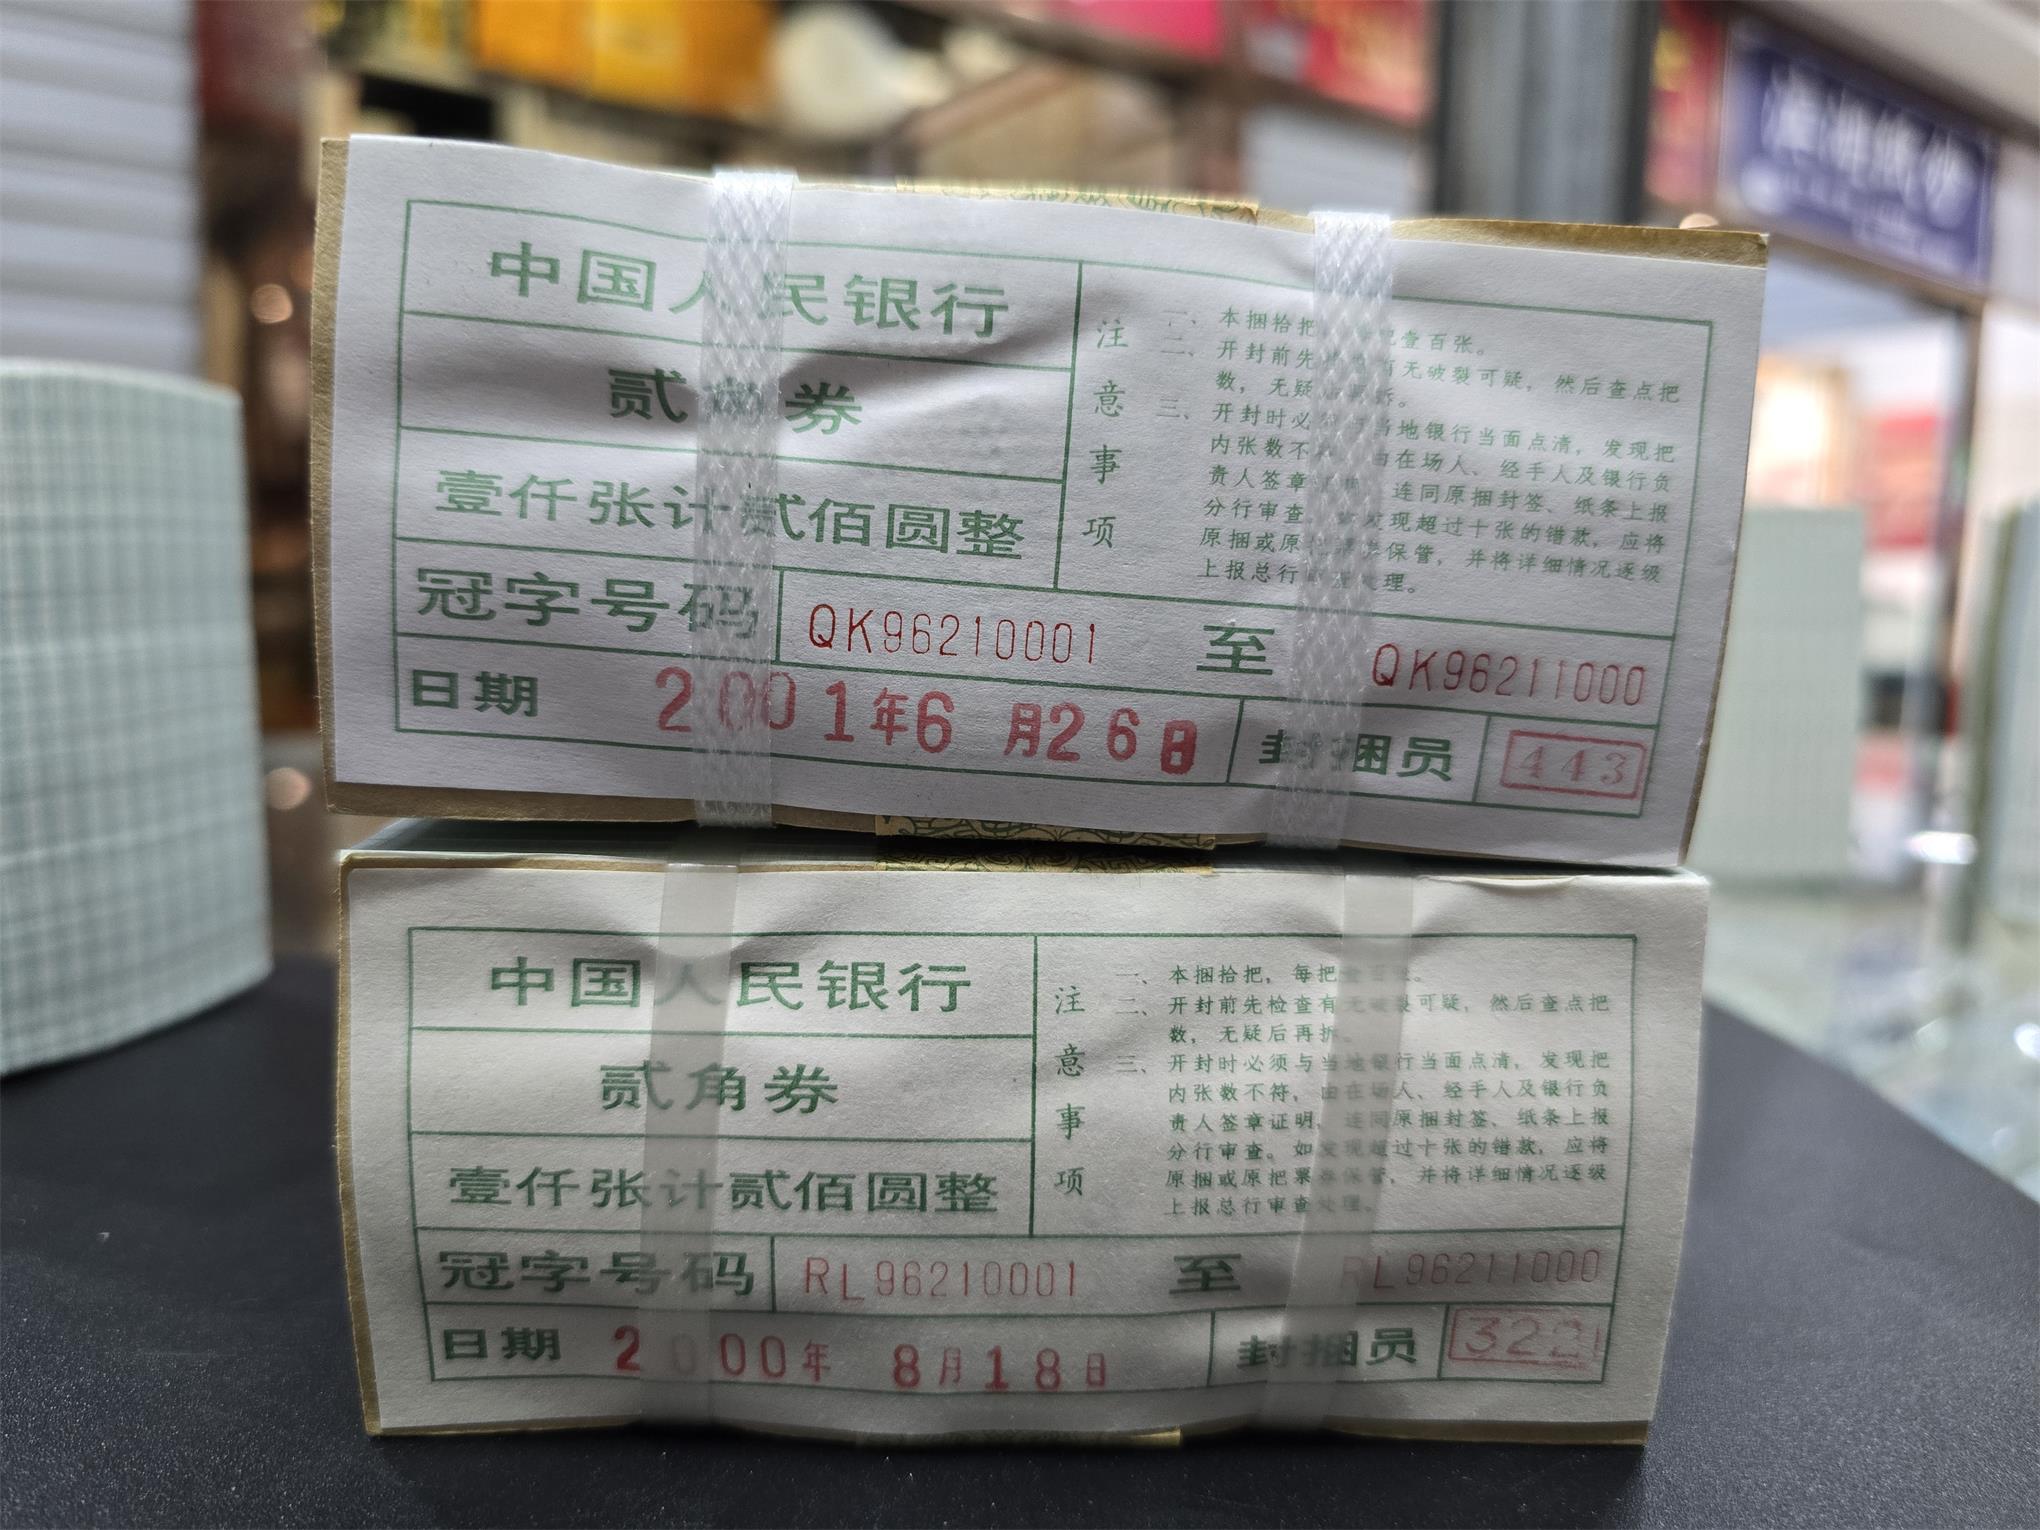 中国人民银行
贰角券
壹仟张计贰佰圆整
冠字号码 QK96210001 至 QK96211000
日期 2001年6月26日 封捆员 443
注意事项
一、本捆拾把 查百张。
二、开封前先 有无破裂可疑，然后查点把
数，无疑 拆。
三、开封时必 当地银行当面点清，发现把
内张数不 由在场人、经手人及银行负
责人签章 连同原捆封签、纸条上报
分行审查 发现超过十张的错款，应将
原捆或原 保管，并将详细情况逐级
上报总行 处理。
中国人民银行
贰角券
壹仟张计贰佰圆整
冠字号码 RL96210001 至 RL96211000
日期 2000年8月18日 封捆员 322
注意事项
一、本捆拾把，每把查百张。
二、开封前先检查有无破裂可疑，然后查点把
数，无疑后再拆。
三、开封时必须与当地银行当面点清，发现把
内张数不符，由在场人、经手人及银行负
责人签章证明，连同原捆封签、纸条上报
分行审查。如发现超过十张的错款，应将
原捆或原把票券保管，并将详细情况逐级
上报总行审查处理。